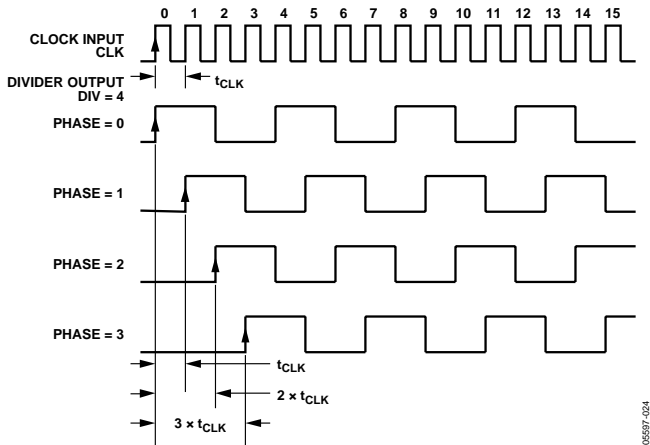 0 1 2 3 4 5 6 7 8 9 10 11 12 13 14 15
CLOCK INPUT
CLK
tCLK
DIVIDER OUTPUT
DIV = 4
PHASE = 0
PHASE = 1
PHASE = 2
PHASE = 3
tCLK
2 × tCLK
3 × tCLK
05597-024